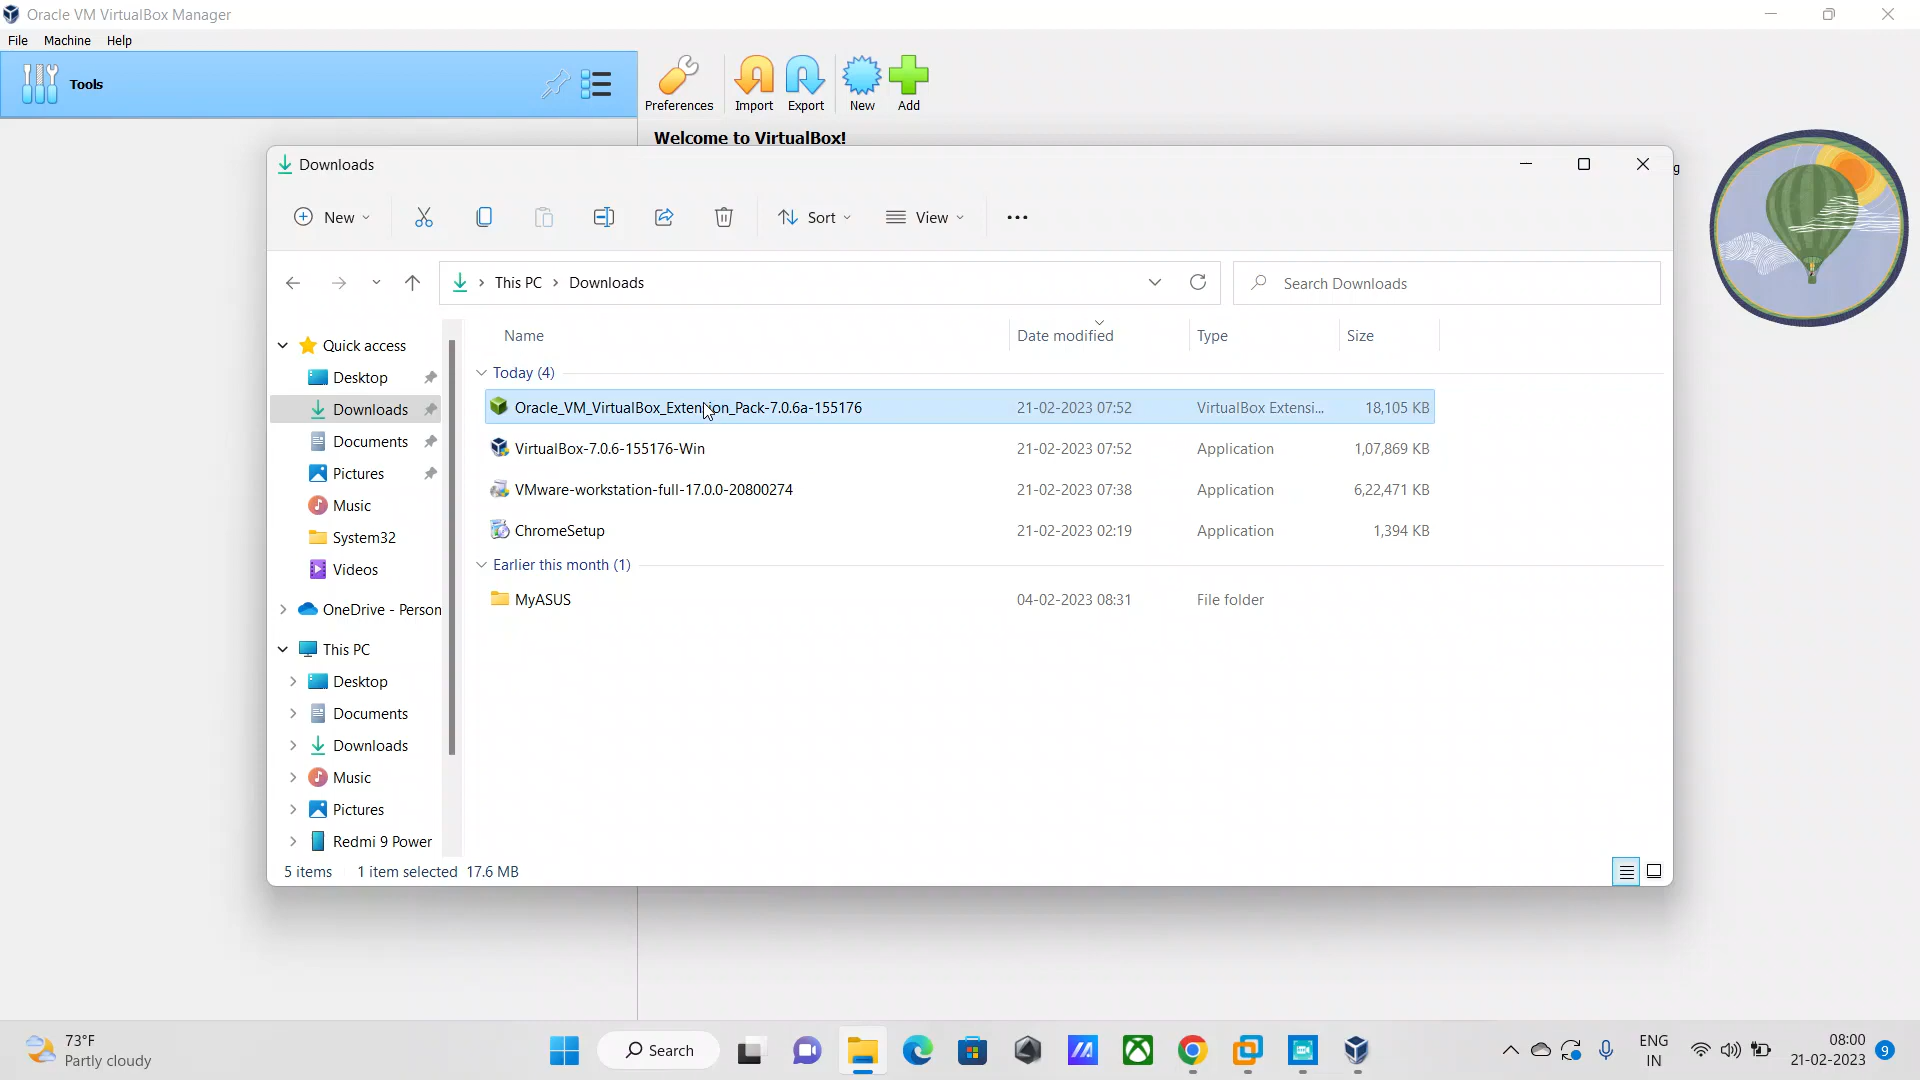 Oracle VM VirtualBox Manager
File Machine Help
Tools
Preferences Import Export New Add
Welcome to VirtualBox!
Downloads
New Sort View
This PC > Downloads
Search Downloads
Name Date modified Type Size
Quick access
Desktop
Downloads
Documents
Pictures
Music
System32
Videos
OneDrive - Person
This PC
Desktop
Documents
Downloads
Music
Pictures
Redmi 9 Power
Today (4)
Oracle_VM_VirtualBox_Extension_Pack-7.0.6a-155176 21-02-2023 07:52 VirtualBox Extensi... 18,105 KB
VirtualBox-7.0.6-155176-Win 21-02-2023 07:52 Application 1,07,869 KB
VMware-workstation-full-17.0.0-20800274 21-02-2023 07:38 Application 6,22,471 KB
ChromeSetup 21-02-2023 02:19 Application 1,394 KB
Earlier this month (1)
MyASUS 04-02-2023 08:31 File folder
5 items 1 item selected 17.6 MB
73°F
Partly cloudy
Search
ENG
IN
08:00
21-02-2023
9